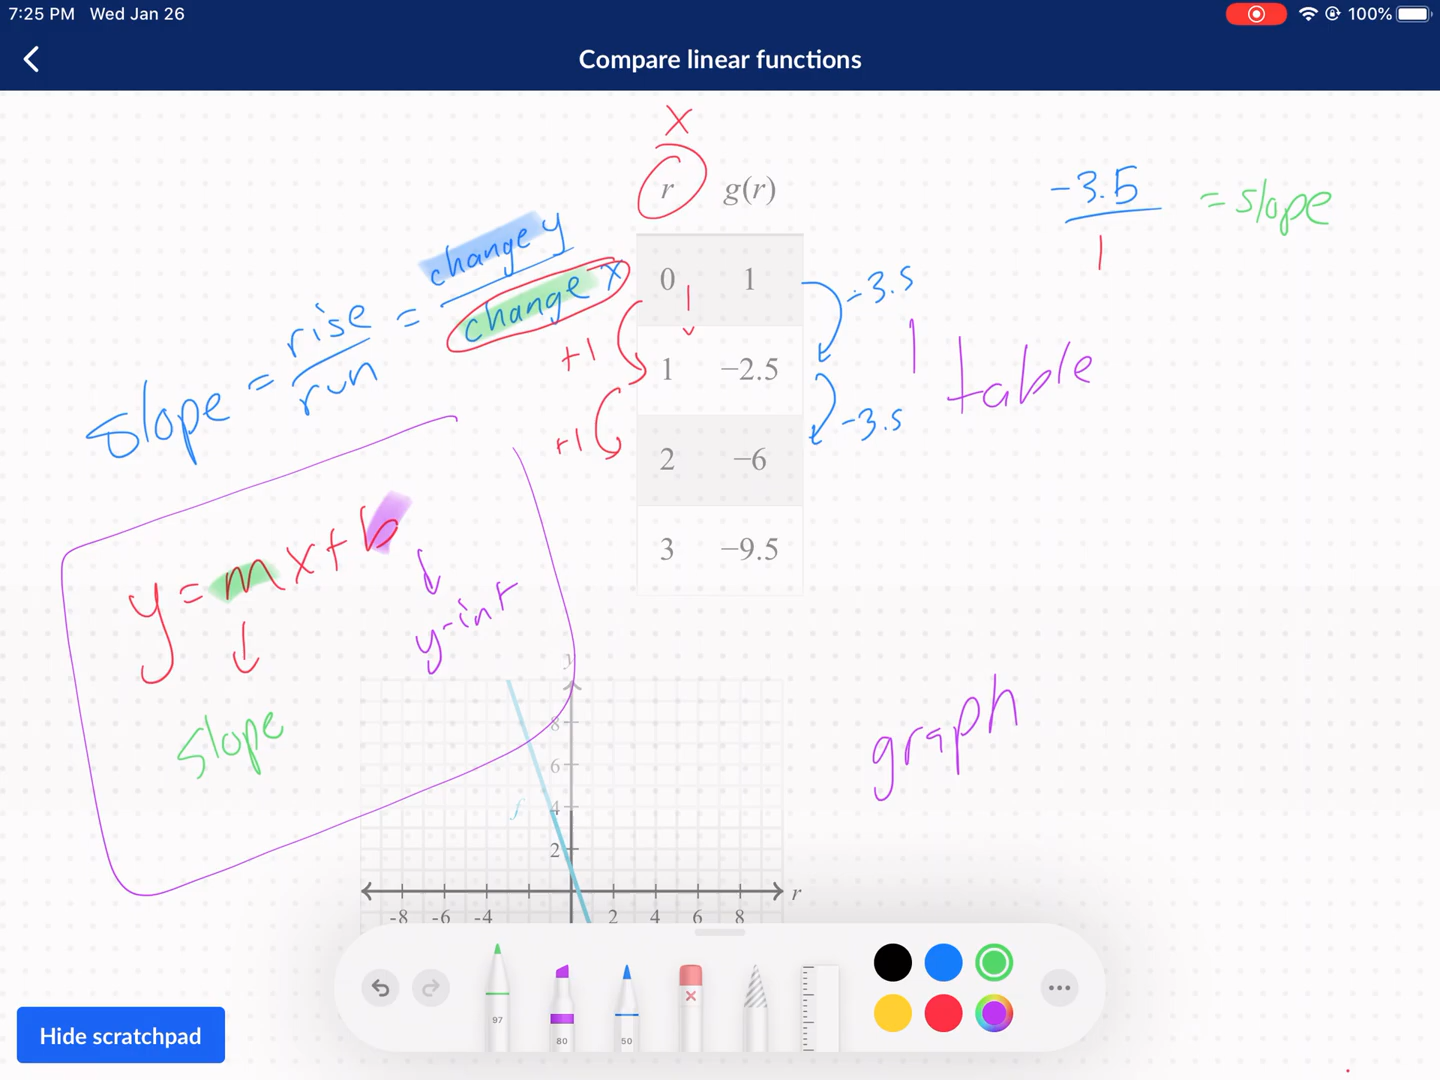 7:25 PM Wed Jan 26
100%
Compare linear functions
x
r g(r)
0 1
1 −2.5
2 −6
3 −9.5
-3.5
1
= slope
slope = rise = change y
run change x
+1
+1
-3.5
-3.5
1
table
y = mx + b
y-int
slope
graph
y
8
6
4
2
f
r
-8 -6 -4 2 4 6 8
97
80
50
Hide scratchpad